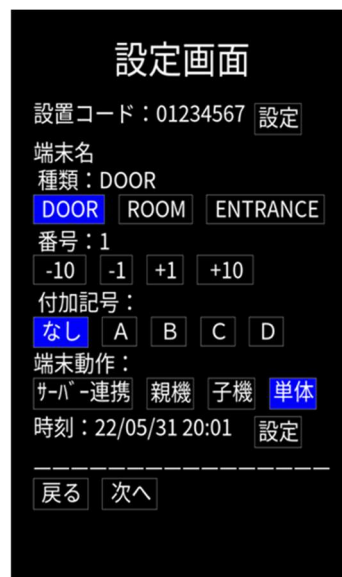 設定画面
設置コード：01234567 設定
端末名
種類：DOOR
DOOR ROOM ENTRANCE
番号：1
-10 -1 +1 +10
付加記号：
なし A B C D
端末動作：
ｻｰﾊﾞｰ連携 親機 子機 単体
時刻：22/05/31 20:01 設定
ーーーーーーーーーーーーーーーー
戻る 次へ